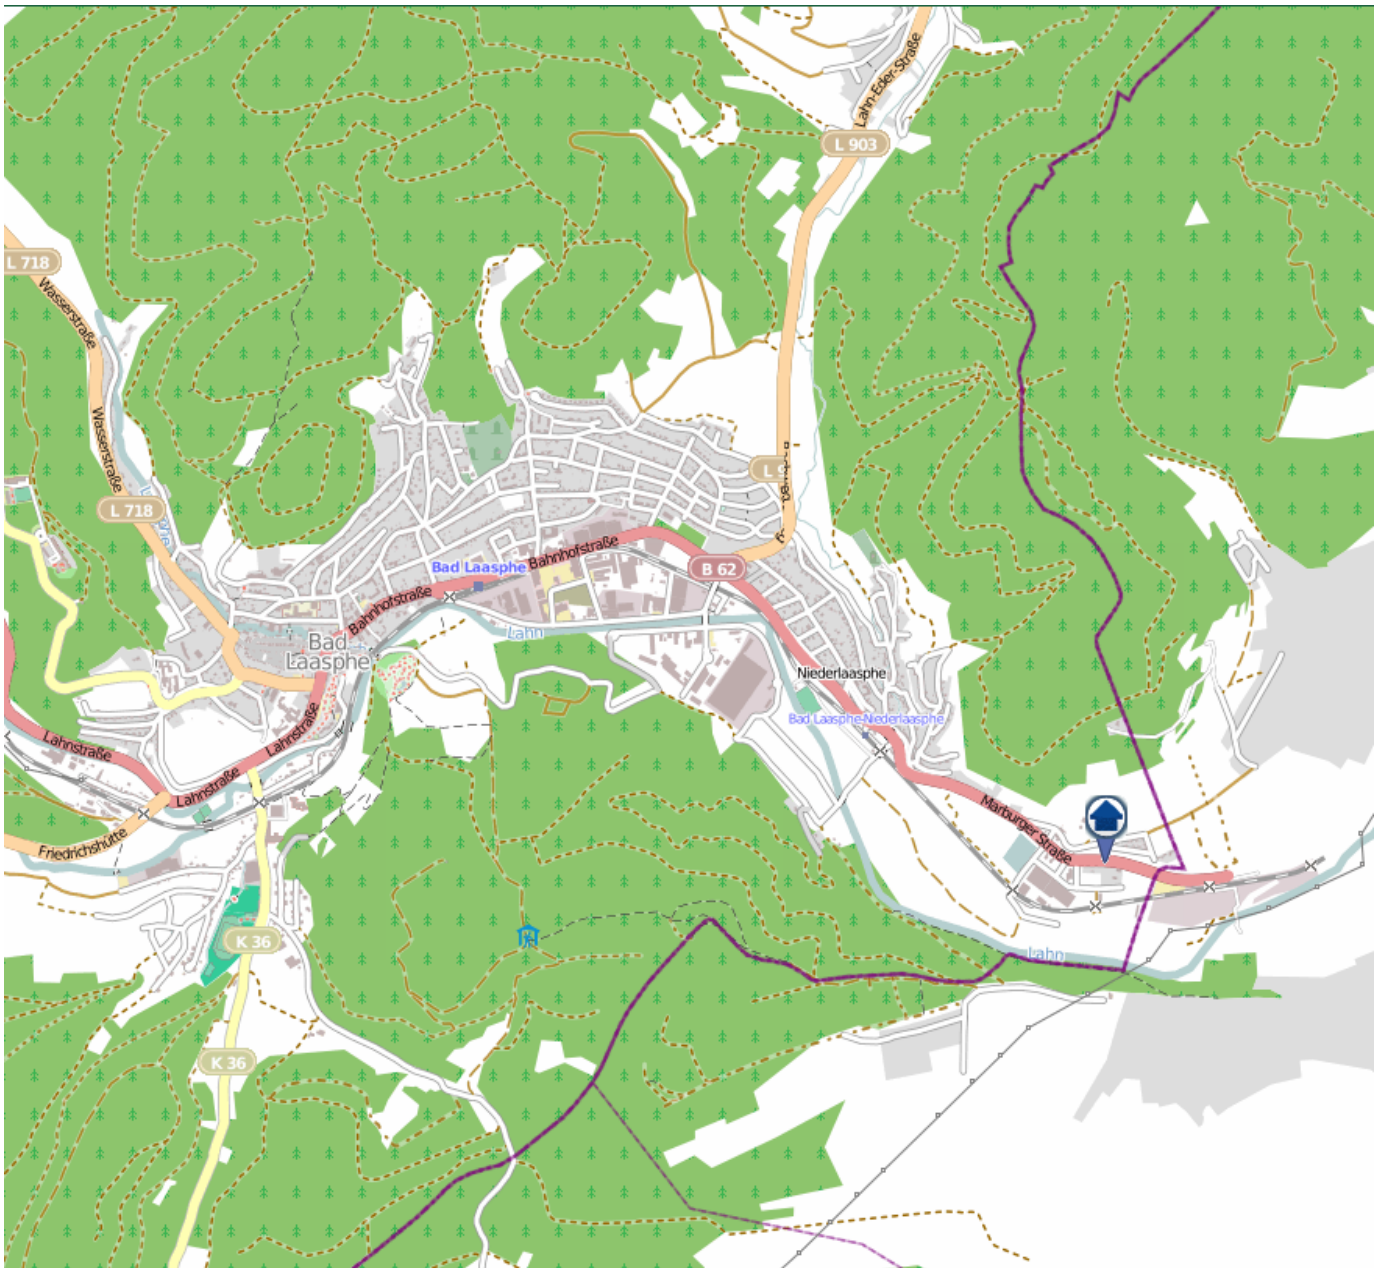 Lahn-Eder-Straße
L 903
L 718
Wasserstraße
Wasserstraße
L 718
Bahnhofstraße
Bad Laasphe
B 62
Bahnhofstraße
Lahn
Bad
Laasphe
Niederlaasphe
Bad Laasphe-Niederlaasphe
Lahnstraße
Lahnstraße
Lahnstraße
Marburger Straße
Friedrichshütte
K 36
Lahn
K 36